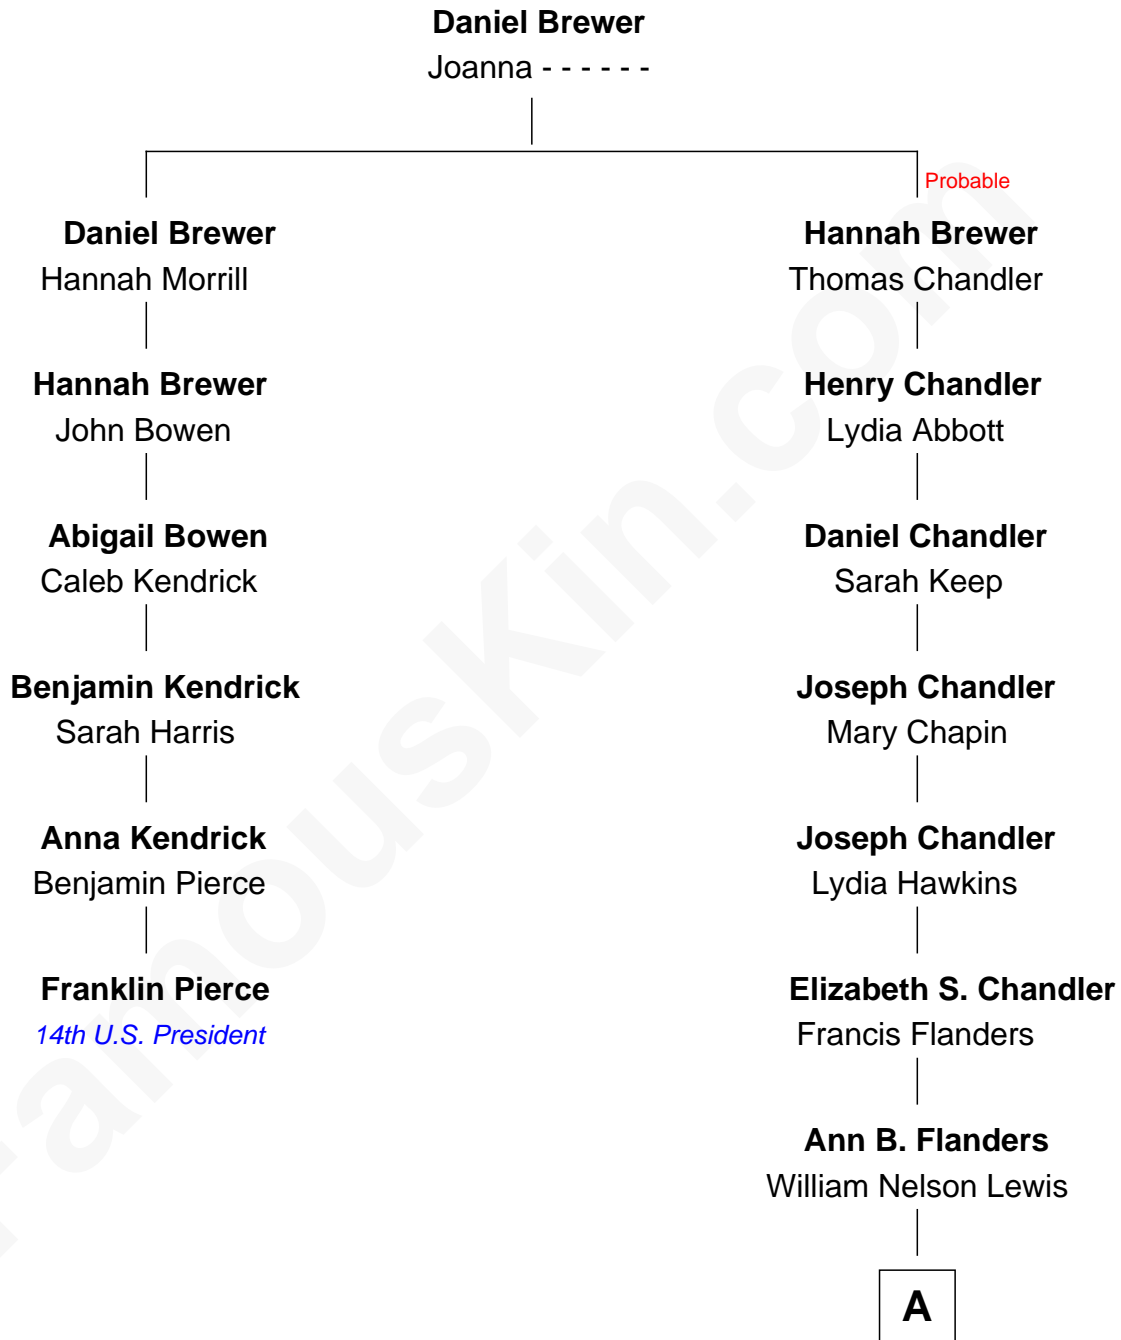 Daniel Brewer
Joanna - - - - - -
Probable
Daniel Brewer
Hannah Morrill
Hannah Brewer
John Bowen
Abigail Bowen
Caleb Kendrick
Benjamin Kendrick
Sarah Harris
Anna Kendrick
Benjamin Pierce
Franklin Pierce
14th U.S. President
Hannah Brewer
Thomas Chandler
Henry Chandler
Lydia Abbott
Daniel Chandler
Sarah Keep
Joseph Chandler
Mary Chapin
Joseph Chandler
Lydia Hawkins
Elizabeth S. Chandler
Francis Flanders
Ann B. Flanders
William Nelson Lewis
A
FamousKin.com